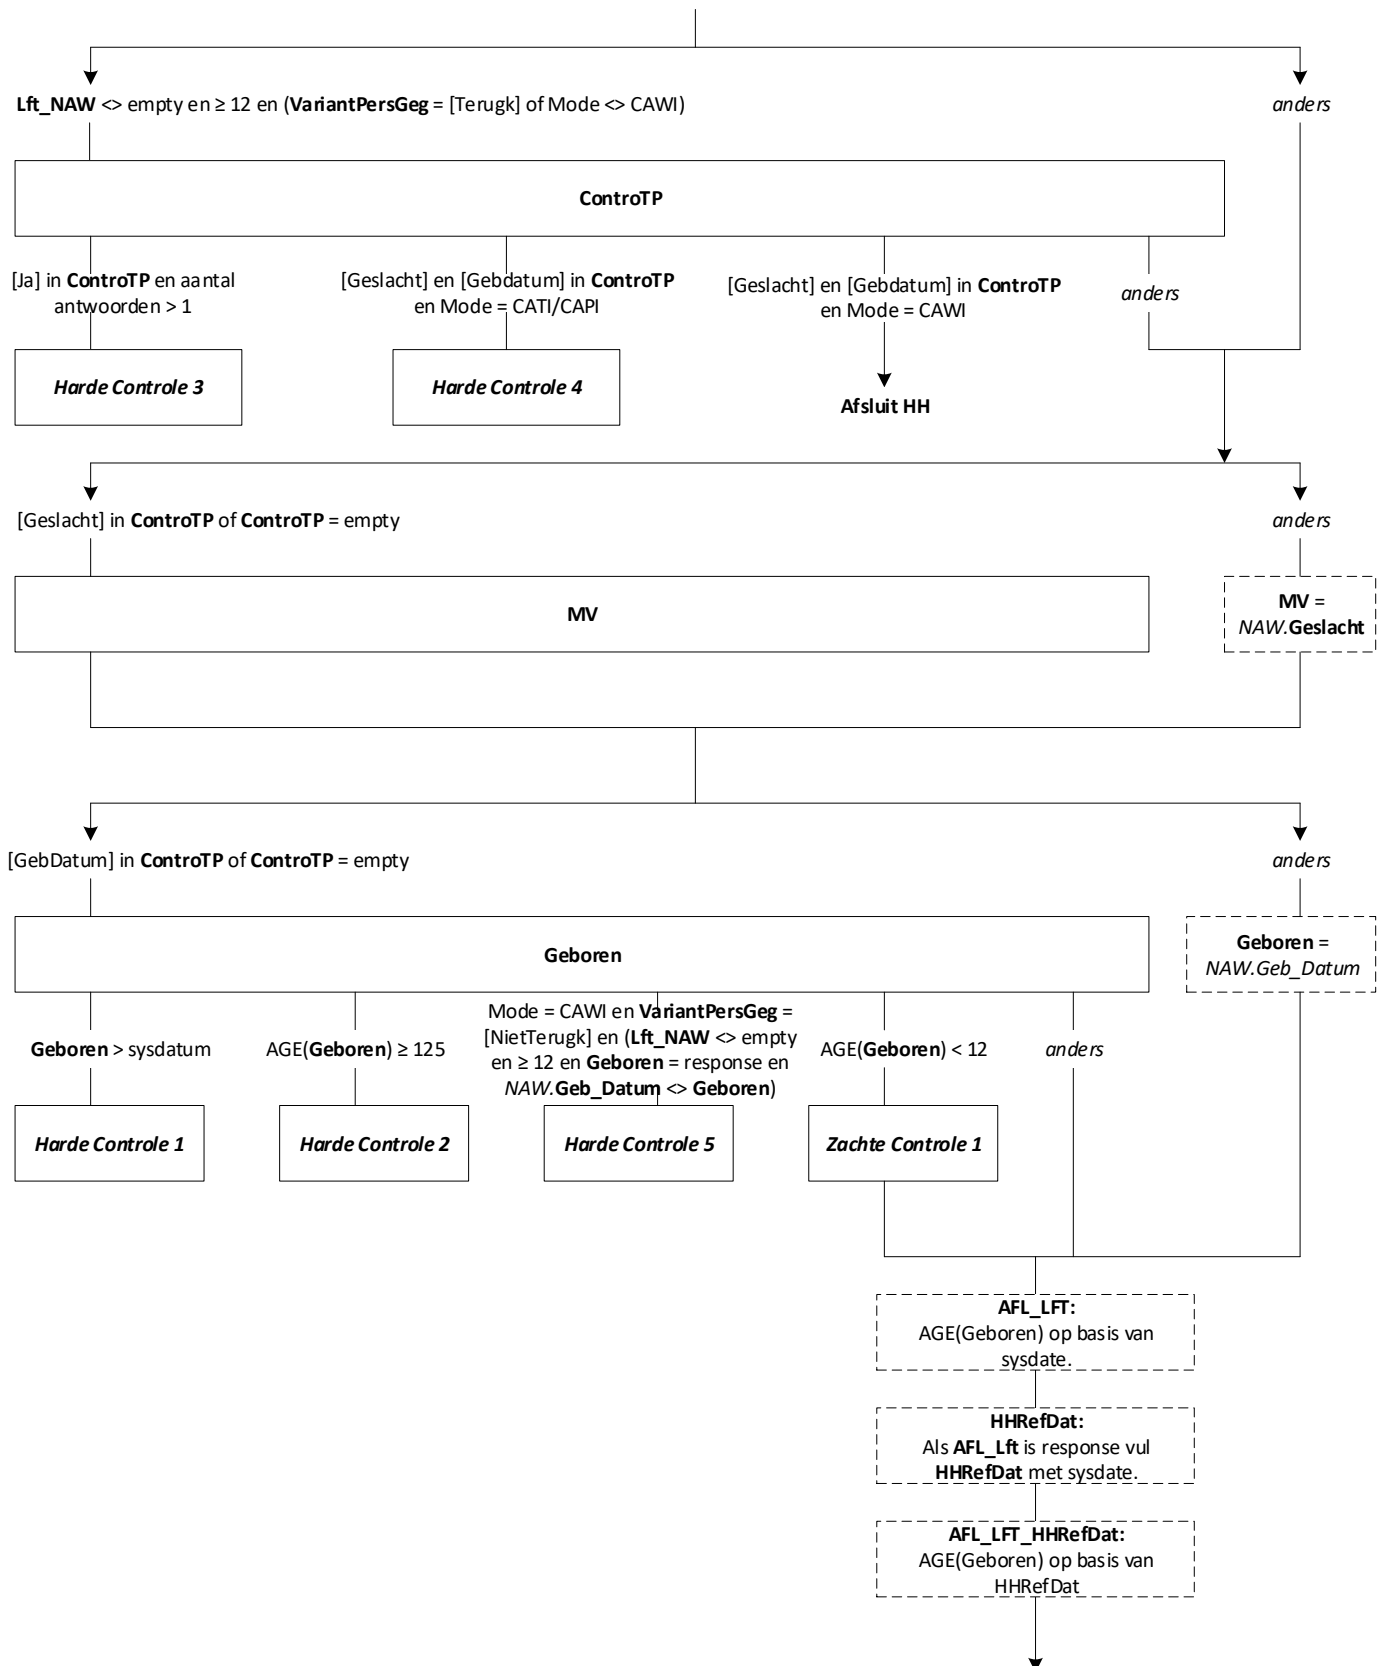 Lft_NAW <> empty en ≥ 12 en (VariantPersGeg = [Terugk] of Mode <> CAWI)
anders
ControTP
[Ja] in ControTP en aantal
antwoorden > 1
[Geslacht] en [Gebdatum] in ControTP
en Mode = CATI/CAPI
[Geslacht] en [Gebdatum] in ControTP
en Mode = CAWI
anders
Harde Controle 3
Harde Controle 4
Afsluit HH
[Geslacht] in ControTP of ControTP = empty
anders
MV
MV =
NAW.Geslacht
[GebDatum] in ControTP of ControTP = empty
anders
Geboren
Geboren =
NAW.Geb_Datum
Geboren > sysdatum
AGE(Geboren) ≥ 125
Mode = CAWI en VariantPersGeg =
[NietTerugk] en (Lft_NAW <> empty
en ≥ 12 en Geboren = response en
NAW.Geb_Datum <> Geboren)
AGE(Geboren) < 12
anders
Harde Controle 1
Harde Controle 2
Harde Controle 5
Zachte Controle 1
AFL_LFT:
AGE(Geboren) op basis van
sysdate.
HHRefDat:
Als AFL_Lft is response vul
HHRefDat met sysdate.
AFL_LFT_HHRefDat:
AGE(Geboren) op basis van
HHRefDat